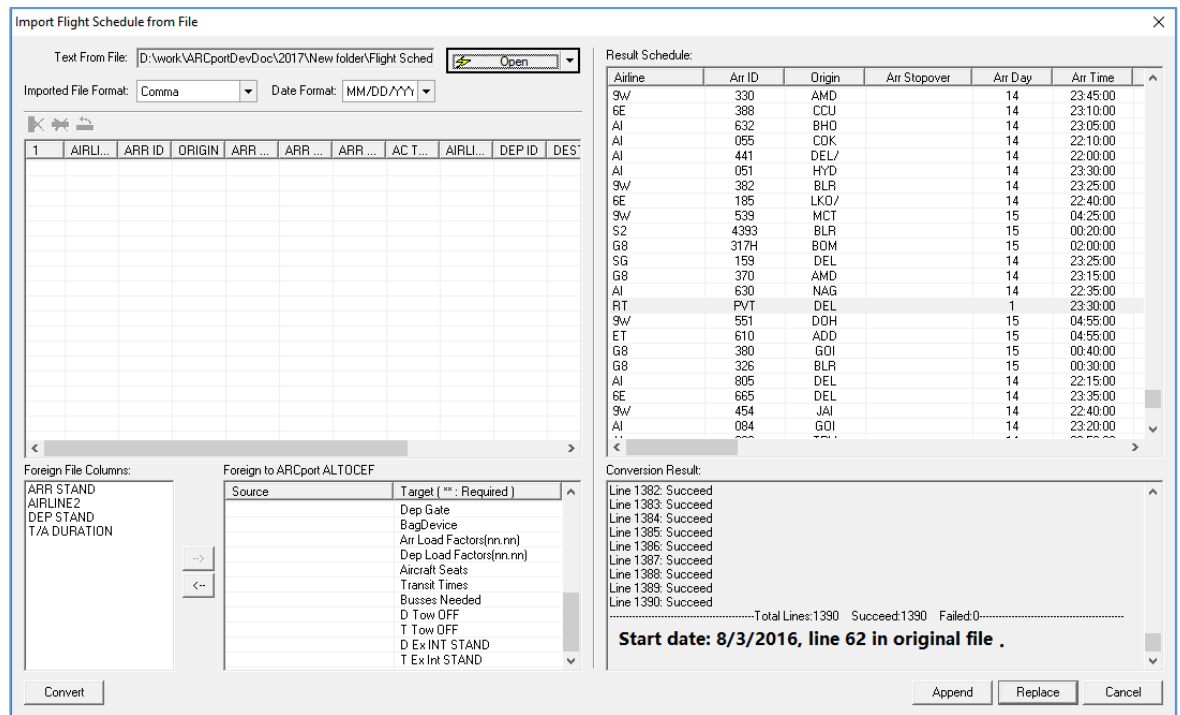 Import Flight Schedule from File
Text From File: D:\work\ARCportDevDoc\2017\New folder\Flight Sched Open
Imported File Format: Comma Date Format: MM/DD/YYY
1 AIRLI... ARR ID ORIGIN ARR ... ARR ... ARR ... AC T... AIRLI... DEP ID DEST
Foreign File Columns:
ARR STAND
AIRLINE2
DEP STAND
T/A DURATION
-->
<--
Foreign to ARCport ALTOCEF
Source Target ( ** : Required )
Dep Gate
BagDevice
Arr Load Factors(nn.nn)
Dep Load Factors(nn.nn)
Aircraft Seats
Transit Times
Busses Needed
D Tow OFF
T Tow OFF
D Ex INT STAND
T Ex Int STAND
Convert
Result Schedule:
Airline Arr ID Origin Arr Stopover Arr Day Arr Time
9W 330 AMD 14 23:45:00
6E 388 CCU 14 23:10:00
AI 632 BHO 14 23:05:00
AI 055 COK 14 22:10:00
AI 441 DEL/ 14 22:00:00
AI 051 HYD 14 23:30:00
9W 382 BLR 14 23:25:00
6E 185 LKO/ 14 22:40:00
9W 539 MCT 15 04:25:00
S2 4393 BLR 15 00:20:00
G8 317H BOM 15 02:00:00
SG 159 DEL 14 23:25:00
G8 370 AMD 14 23:15:00
AI 630 NAG 14 22:35:00
RT PVT DEL 1 23:30:00
9W 551 DOH 15 04:55:00
ET 610 ADD 15 04:55:00
G8 380 GOI 15 00:40:00
G8 326 BLR 15 00:30:00
AI 805 DEL 14 22:15:00
6E 665 DEL 14 23:35:00
9W 454 JAI 14 22:40:00
AI 084 GOI 14 23:20:00
Conversion Result:
Line 1382: Succeed
Line 1383: Succeed
Line 1384: Succeed
Line 1385: Succeed
Line 1386: Succeed
Line 1387: Succeed
Line 1388: Succeed
Line 1389: Succeed
Line 1390: Succeed
----------Total Lines:1390 Succeed:1390 Failed:0----------
Start date: 8/3/2016, line 62 in original file .
Append Replace Cancel